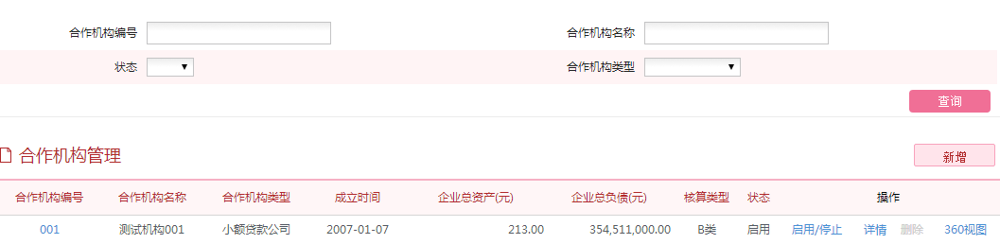 合作机构编号 合作机构名称
状态 合作机构类型
查询
合作机构管理 新增
合作机构编号 合作机构名称 合作机构类型 成立时间 企业总资产(元) 企业总负债(元) 核算类型 状态 操作
001 测试机构001 小额贷款公司 2007-01-07 213.00 354,511,000.00 B类 启用 启用/停止 详情 删除 360视图